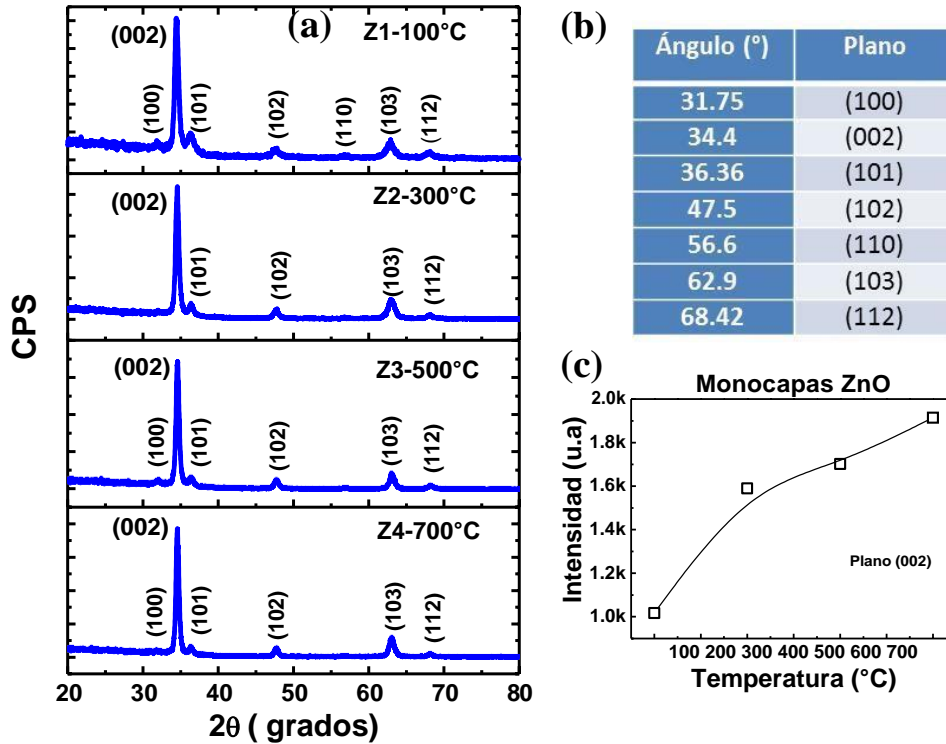 (a)
Z1-100°C
(002)
(100)
(101)
(102)
(110)
(103)
(112)
Z2-300°C
(002)
(101)
(102)
(103)
(112)
Z3-500°C
(002)
(100)
(101)
(102)
(103)
(112)
Z4-700°C
(002)
(100)
(101)
(102)
(103)
(112)
CPS
20 30 40 50 60 70 80
2θ ( grados)
(b)
Ángulo (°) Plano
31.75 (100)
34.4 (002)
36.36 (101)
47.5 (102)
56.6 (110)
62.9 (103)
68.42 (112)
(c)
Monocapas ZnO
2.0k
1.8k
1.6k
1.4k
1.2k
1.0k
Intensidad (u.a)
Plano (002)
100 200 300 400 500 600 700
Temperatura (°C)